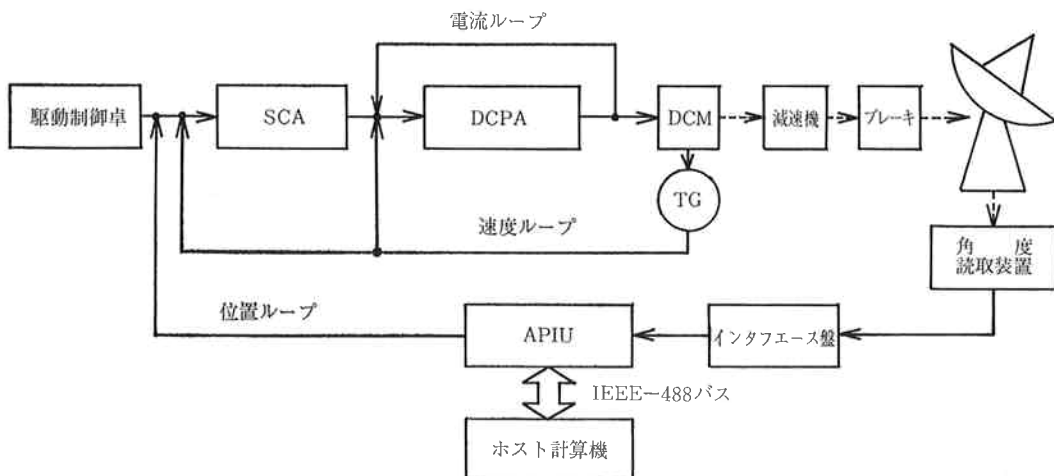 電流ループ
駆動制御卓
SCA
DCPA
DCM
減速機
ブレーキ
TG
速度ループ
角度
読取装置
位置ループ
APIU
インタフエース盤
IEEE-488バス
ホスト計算機